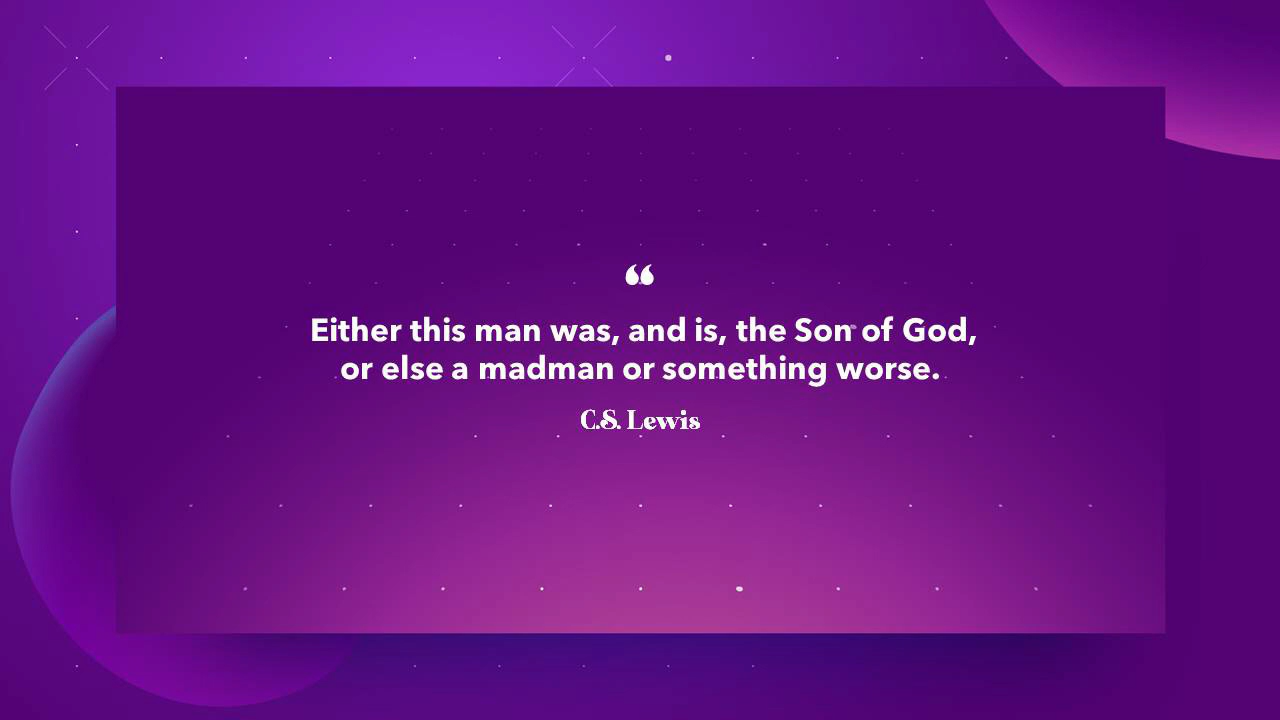 “
Either this man was, and is, the Son of God,
or else a madman or something worse.
C.S. Lewis